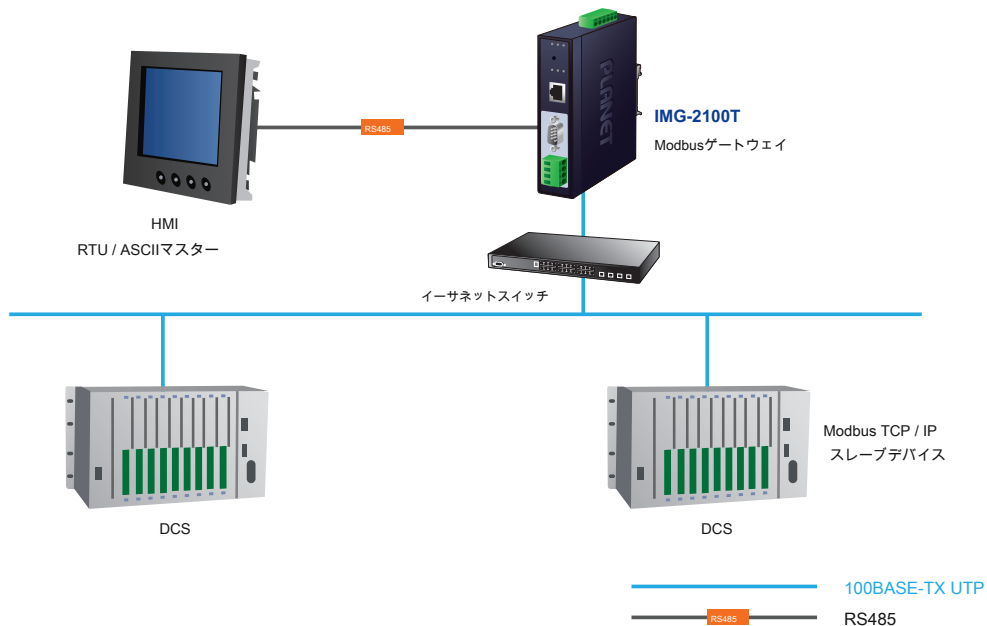 PLANET
RS485
IMG-2100T
Modbusゲートウェイ
HMI
RTU / ASCIIマスター
イーサネットスイッチ
Modbus TCP / IP
スレーブデバイス
DCS
DCS
100BASE-TX UTP
RS485
RS485